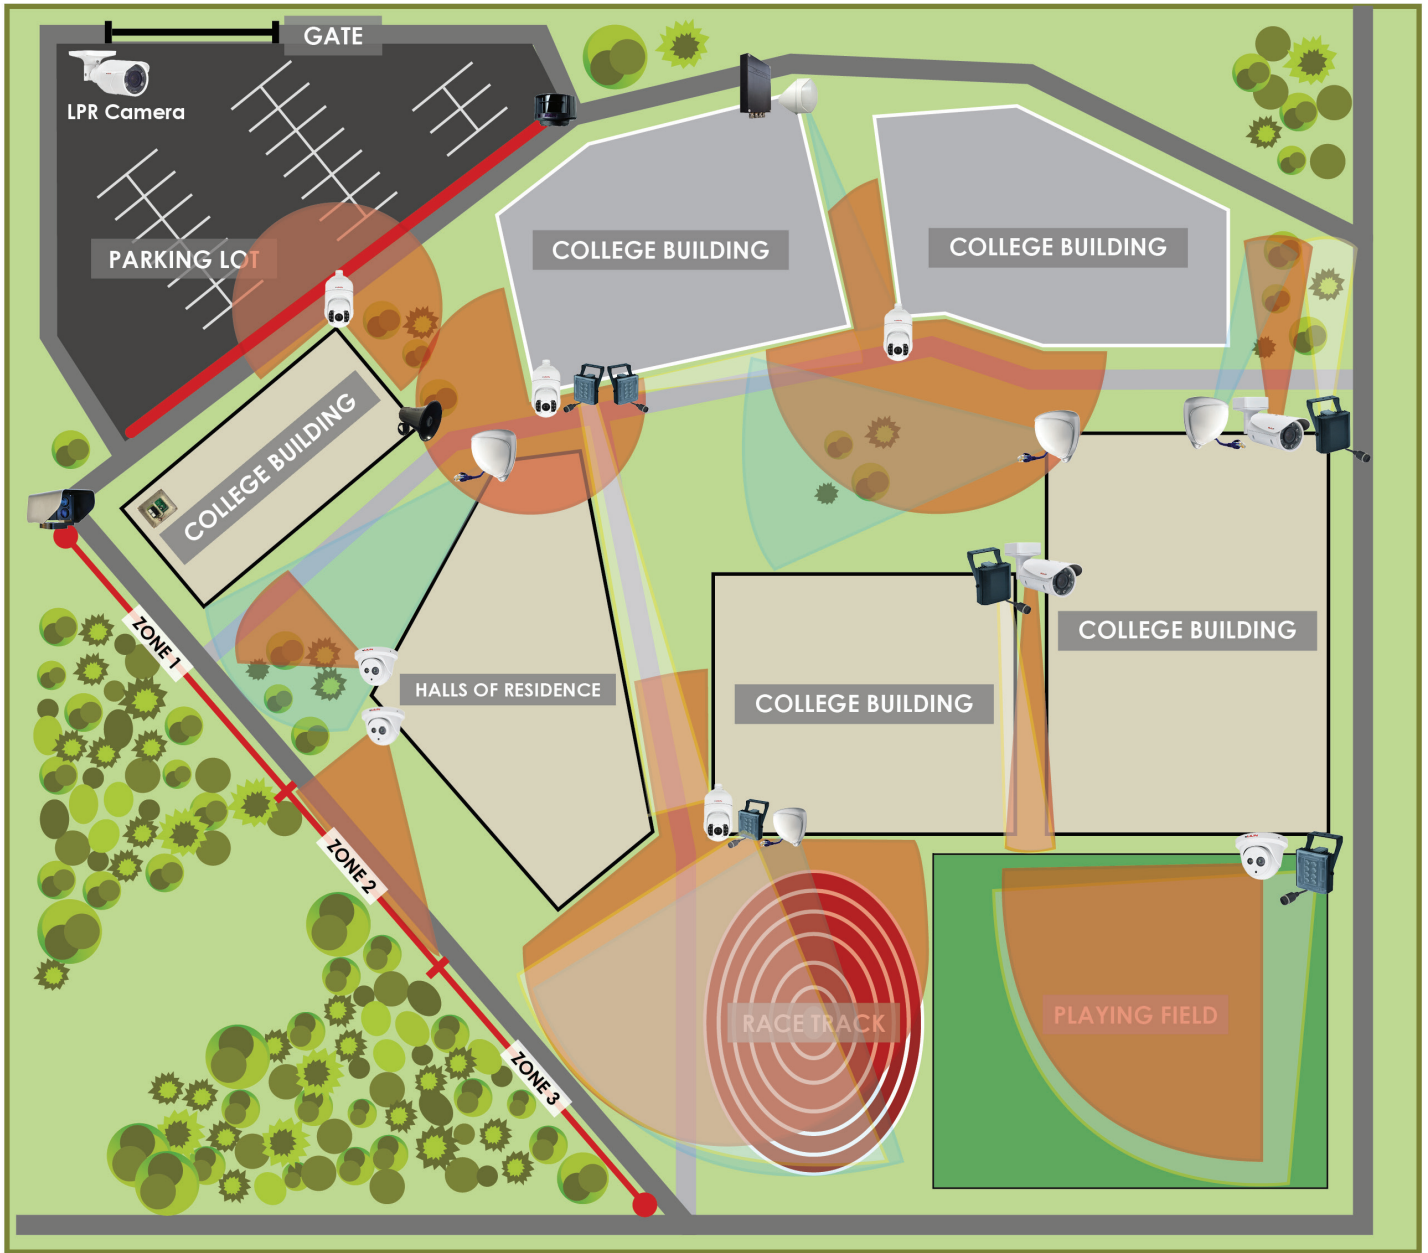 GATE
LPR Camera
PARKING LOT
COLLEGE BUILDING
COLLEGE BUILDING
COLLEGE BUILDING
ZONE 1
HALLS OF RESIDENCE
COLLEGE BUILDING
COLLEGE BUILDING
ZONE 2
RACE TRACK
PLAYING FIELD
ZONE 3